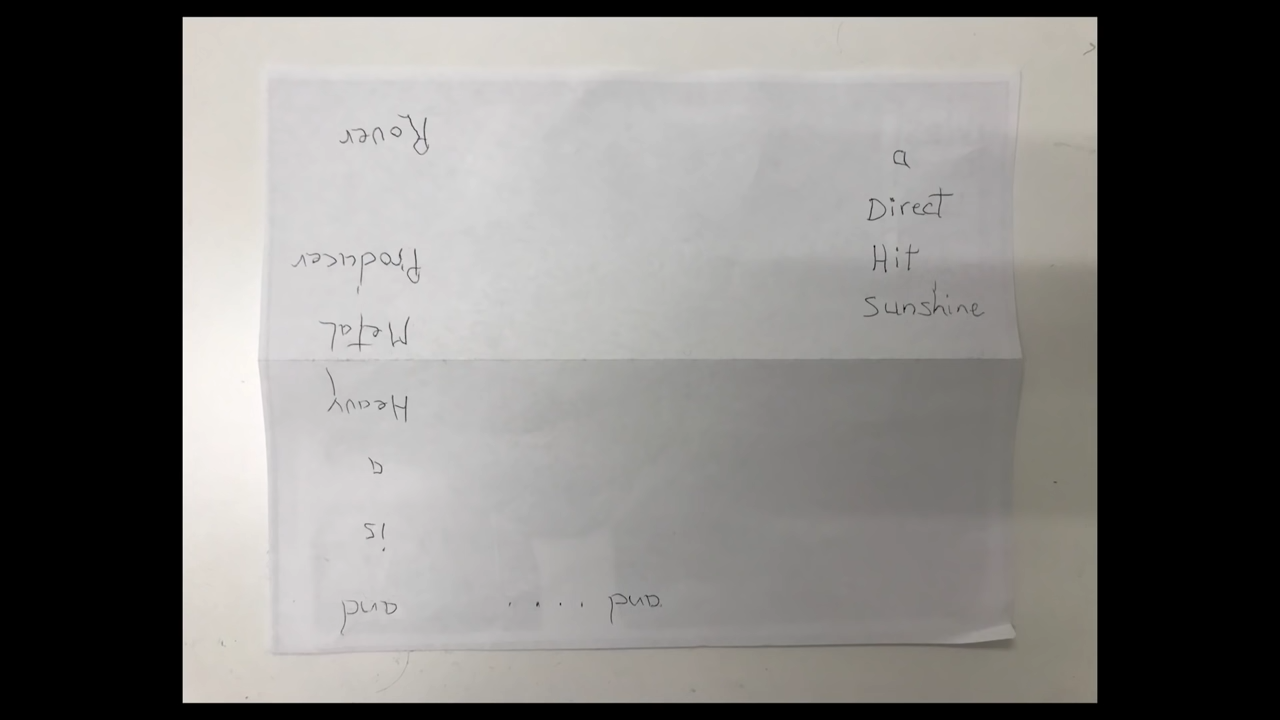 a
Direct
Hit
Sunshine
and .... and
is
a
Heavy
Metal
Producer
Rover